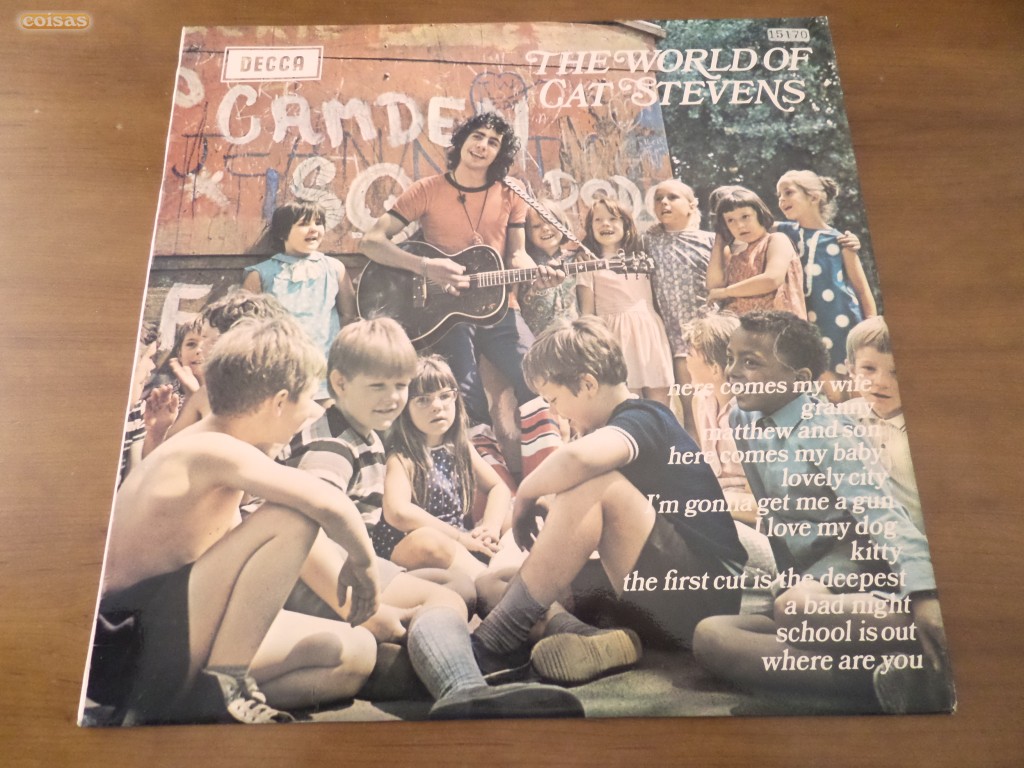 coisas
15170
DECCA
THE WORLD OF
CAT STEVENS
CAMDEN
here comes my wife
granny
matthew and son
here comes my baby
lovely city
I'm gonna get me a gun
I love my dog
kitty
the first cut is the deepest
a bad night
school is out
where are you